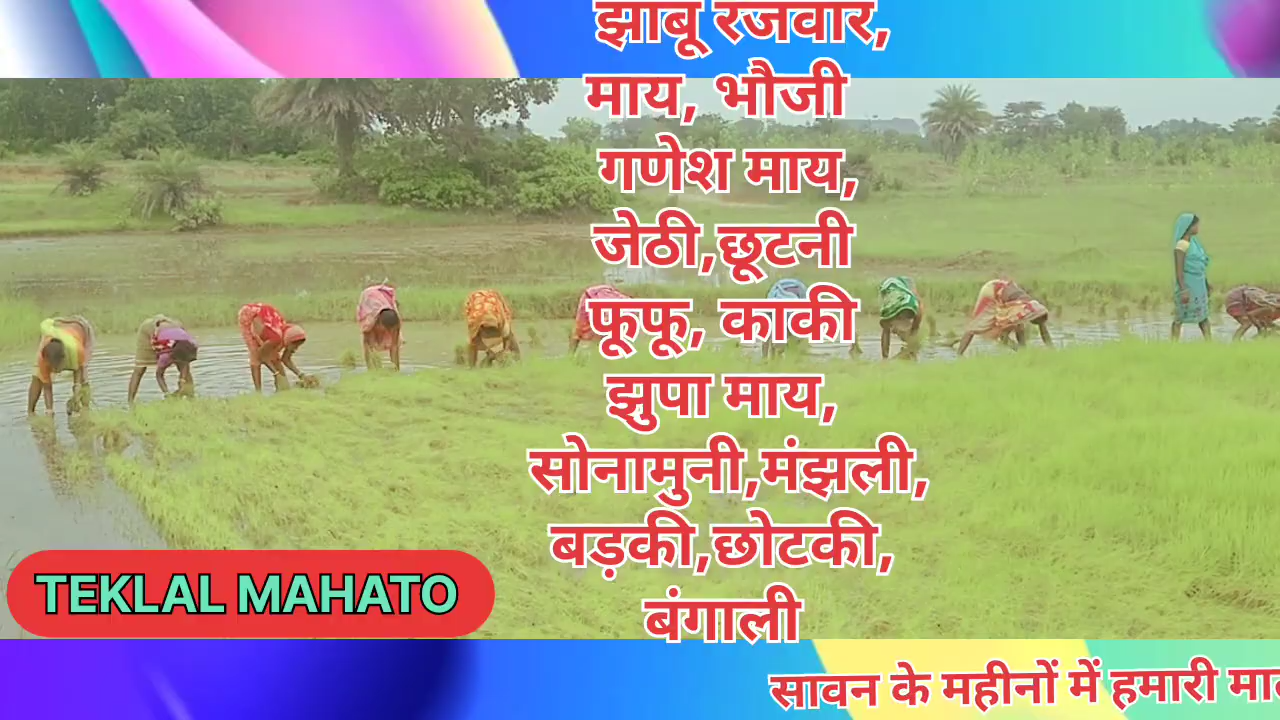 झाबू रजवार,
माय, भौजी
गणेश माय,
जेठी,छूटनी
फूफू, काकी
झुपा माय,
सोनामुनी,मंझली,
बड़की,छोटकी,
बंगाली
TEKLAL MAHATO
सावन के महीनों में हमारी